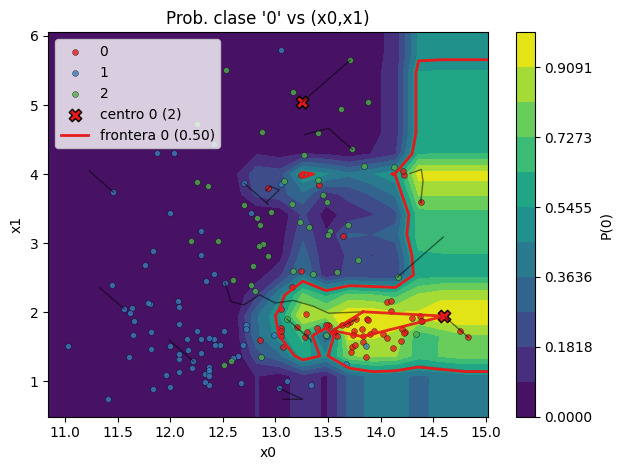 Prob. clase '0' vs (x0,x1)
0
1
2
centro 0 (2)
frontera 0 (0.50)
6
5
4
3
2
1
x1
11.0 11.5 12.0 12.5 13.0 13.5 14.0 14.5 15.0
x0
0.9091
0.7273
0.5455
0.3636
0.1818
0.0000
P(0)